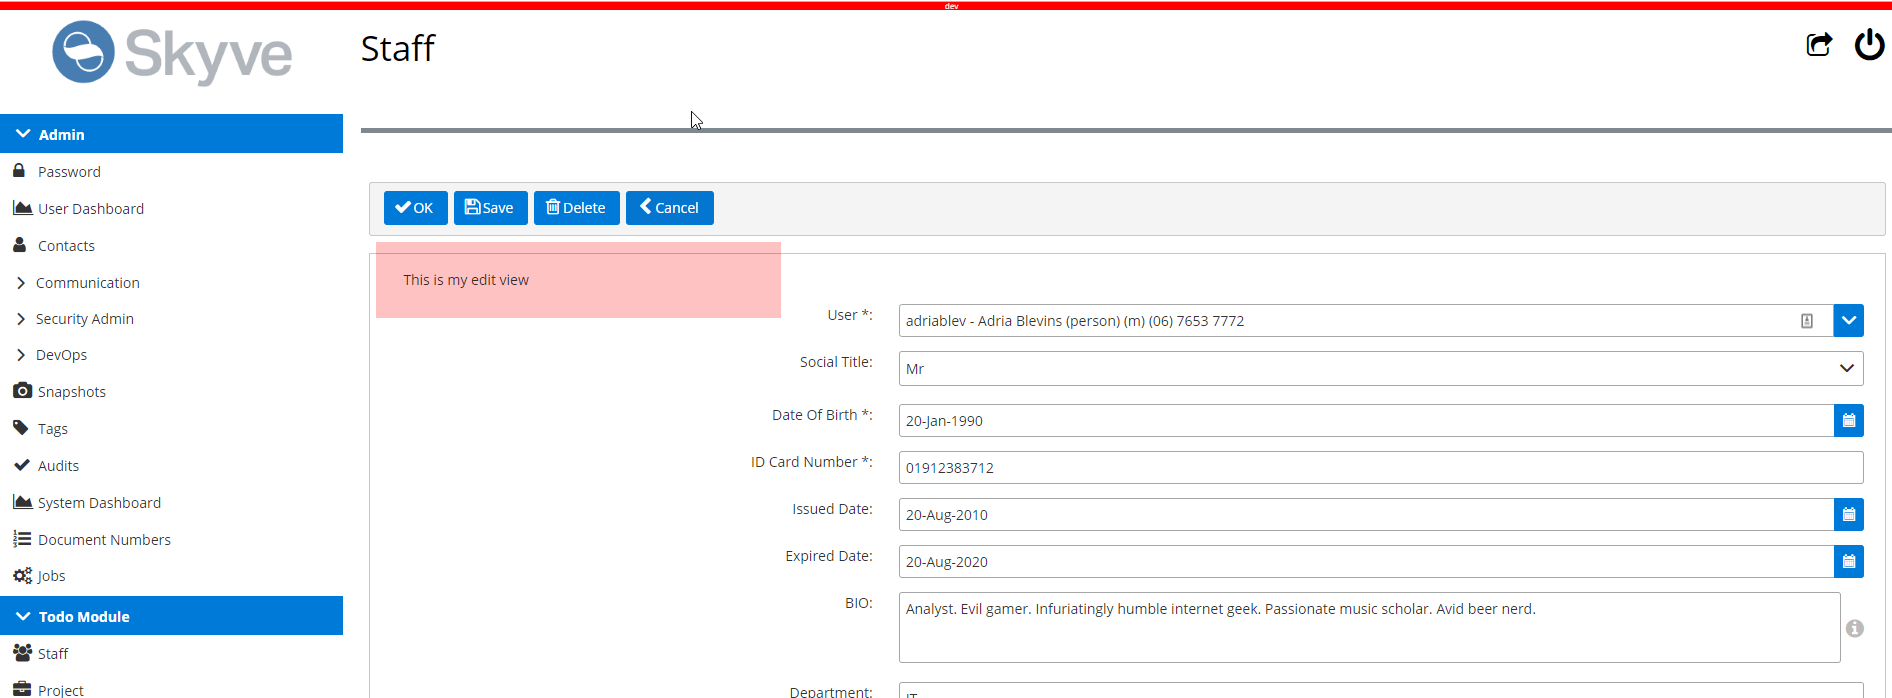 dev
Skyve
Staff
Admin
Password
User Dashboard
Contacts
Communication
Security Admin
DevOps
Snapshots
Tags
Audits
System Dashboard
Document Numbers
Jobs
Todo Module
Staff
Project
OK Save Delete Cancel
This is my edit view
User *: adriablev - Adria Blevins (person) (m) (06) 7653 7772
Social Title: Mr
Date Of Birth *: 20-Jan-1990
ID Card Number *: 01912383712
Issued Date: 20-Aug-2010
Expired Date: 20-Aug-2020
BIO: Analyst. Evil gamer. Infuriatingly humble internet geek. Passionate music scholar. Avid beer nerd.
Department: IT